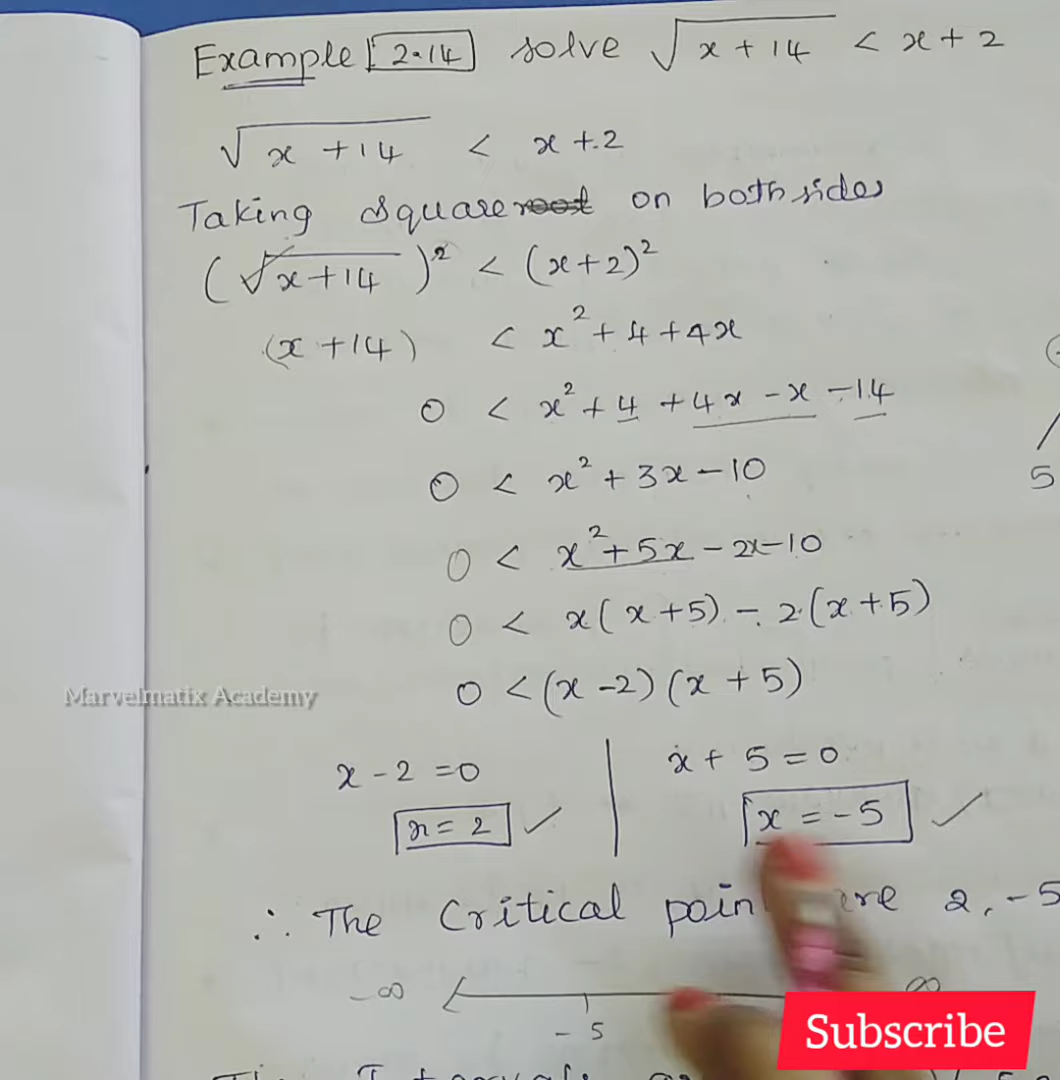 Example 2.14 solve √x + 14 < x + 2
√x + 14 < x + 2
Taking square root on both sides
(√x + 14)² < (x + 2)²
(x + 14) < x² + 4 + 4x
0 < x² + 4 + 4x - x - 14
0 < x² + 3x - 10
5
0 < x² + 5x - 2x - 10
0 < x(x + 5) - 2(x + 5)
0 < (x - 2)(x + 5)
Marvelmatix Academy
x - 2 = 0 | x + 5 = 0
x = 2 ✓ x = -5 ✓
∴ The Critical 2, -5
-∞ ∞
-5
Subscribe